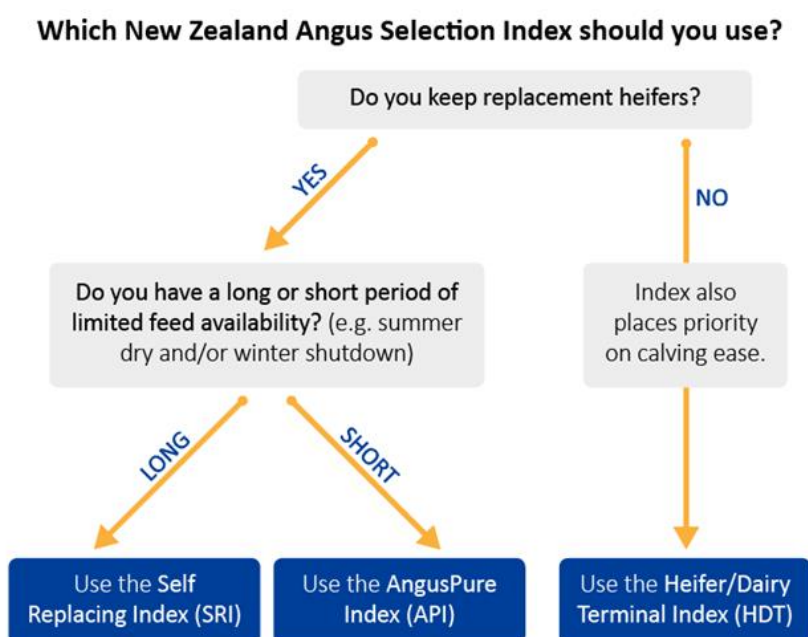 Which New Zealand Angus Selection Index should you use?
Do you keep replacement heifers?
YES
NO
Do you have a long or short period of
limited feed availability? (e.g. summer
dry and/or winter shutdown)
Index also
places priority
on calving ease.
LONG
SHORT
Use the Self
Replacing Index (SRI)
Use the AngusPure
Index (API)
Use the Heifer/Dairy
Terminal Index (HDT)